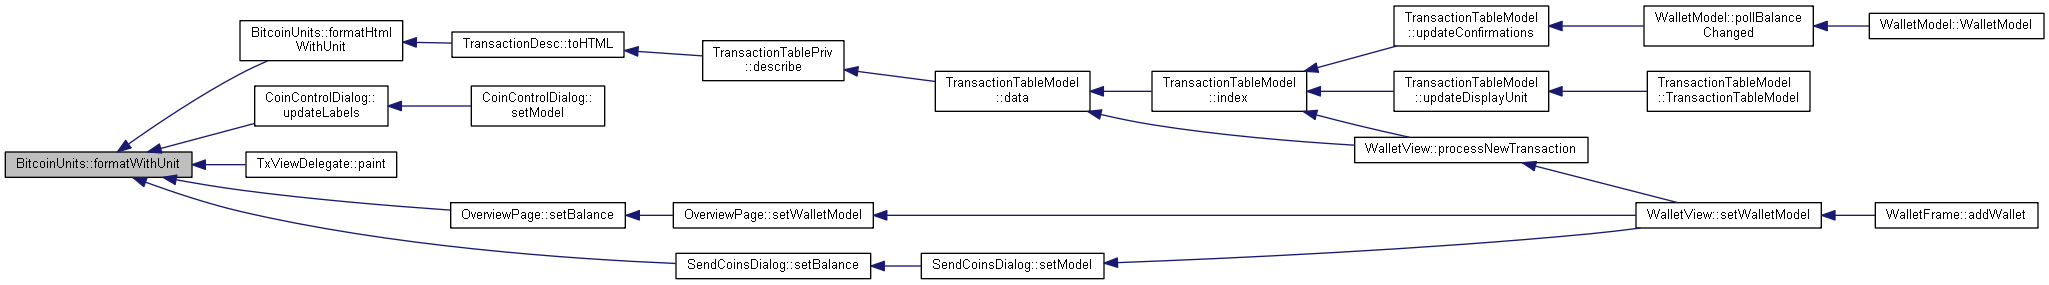 BitcoinUnits::formatWithUnit
BitcoinUnits::formatHtml
WithUnit
TransactionDesc::toHTML
TransactionTablePriv
::describe
TransactionTableModel
::data
TransactionTableModel
::index
TransactionTableModel
::updateConfirmations
WalletModel::pollBalance
Changed
WalletModel::WalletModel
TransactionTableModel
::updateDisplayUnit
TransactionTableModel
::TransactionTableModel
WalletView::processNewTransaction
CoinControlDialog::
updateLabels
CoinControlDialog::
setModel
TxViewDelegate::paint
OverviewPage::setBalance
OverviewPage::setWalletModel
WalletView::setWalletModel
WalletFrame::addWallet
SendCoinsDialog::setBalance
SendCoinsDialog::setModel